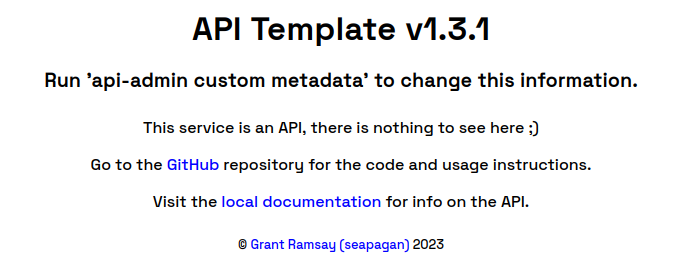 API Template v1.3.1
Run 'api-admin custom metadata' to change this information.
This service is an API, there is nothing to see here ;)
Go to the GitHub repository for the code and usage instructions.
Visit the local documentation for info on the API.
© Grant Ramsay (seapagan) 2023